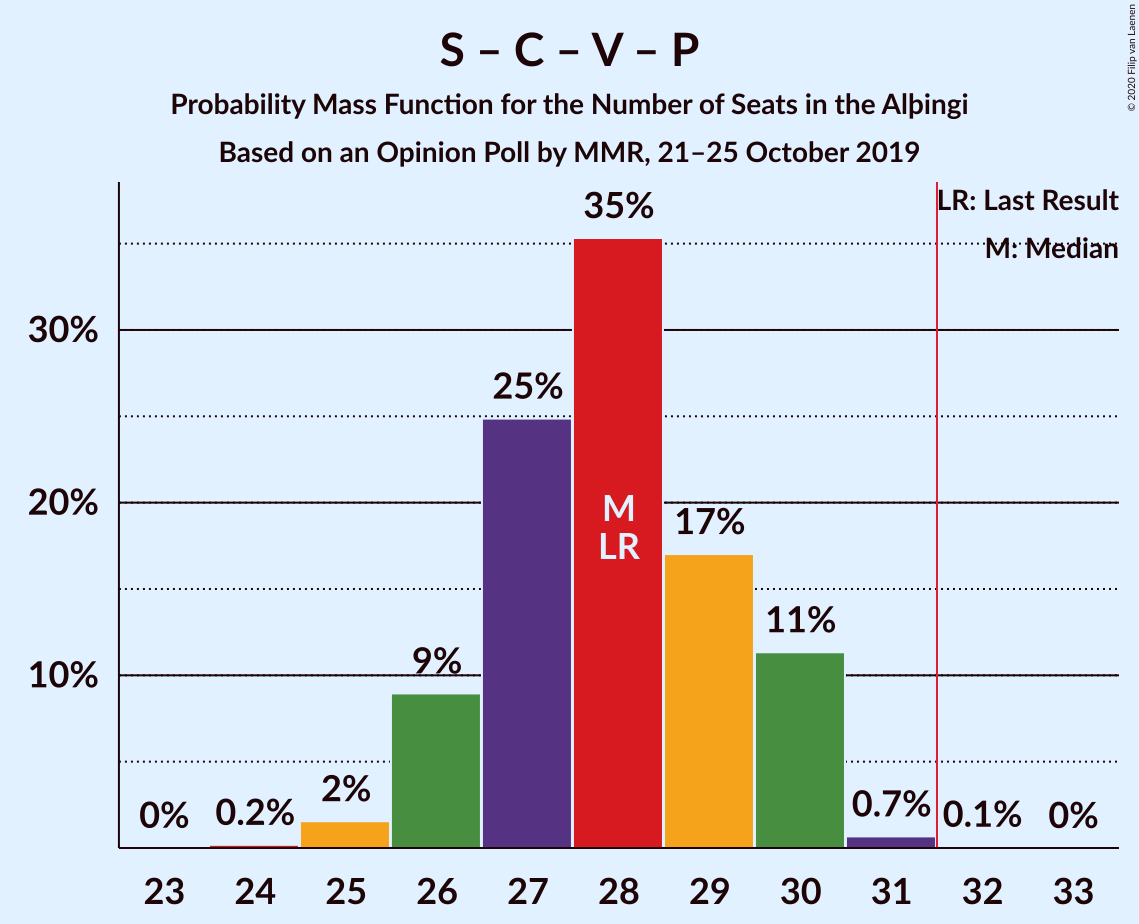 S – C – V – P
Probability Mass Function for the Number of Seats in the Alþingi
Based on an Opinion Poll by MMR, 21–25 October 2019
© 2020 Filip van Laenen
LR: Last Result
M: Median
35%
30%
25%
20%
M
LR
17%
11%
10%
9%
2%
0%
0.2%
0.7%
0.1%
0%
23 24 25 26 27 28 29 30 31 32 33